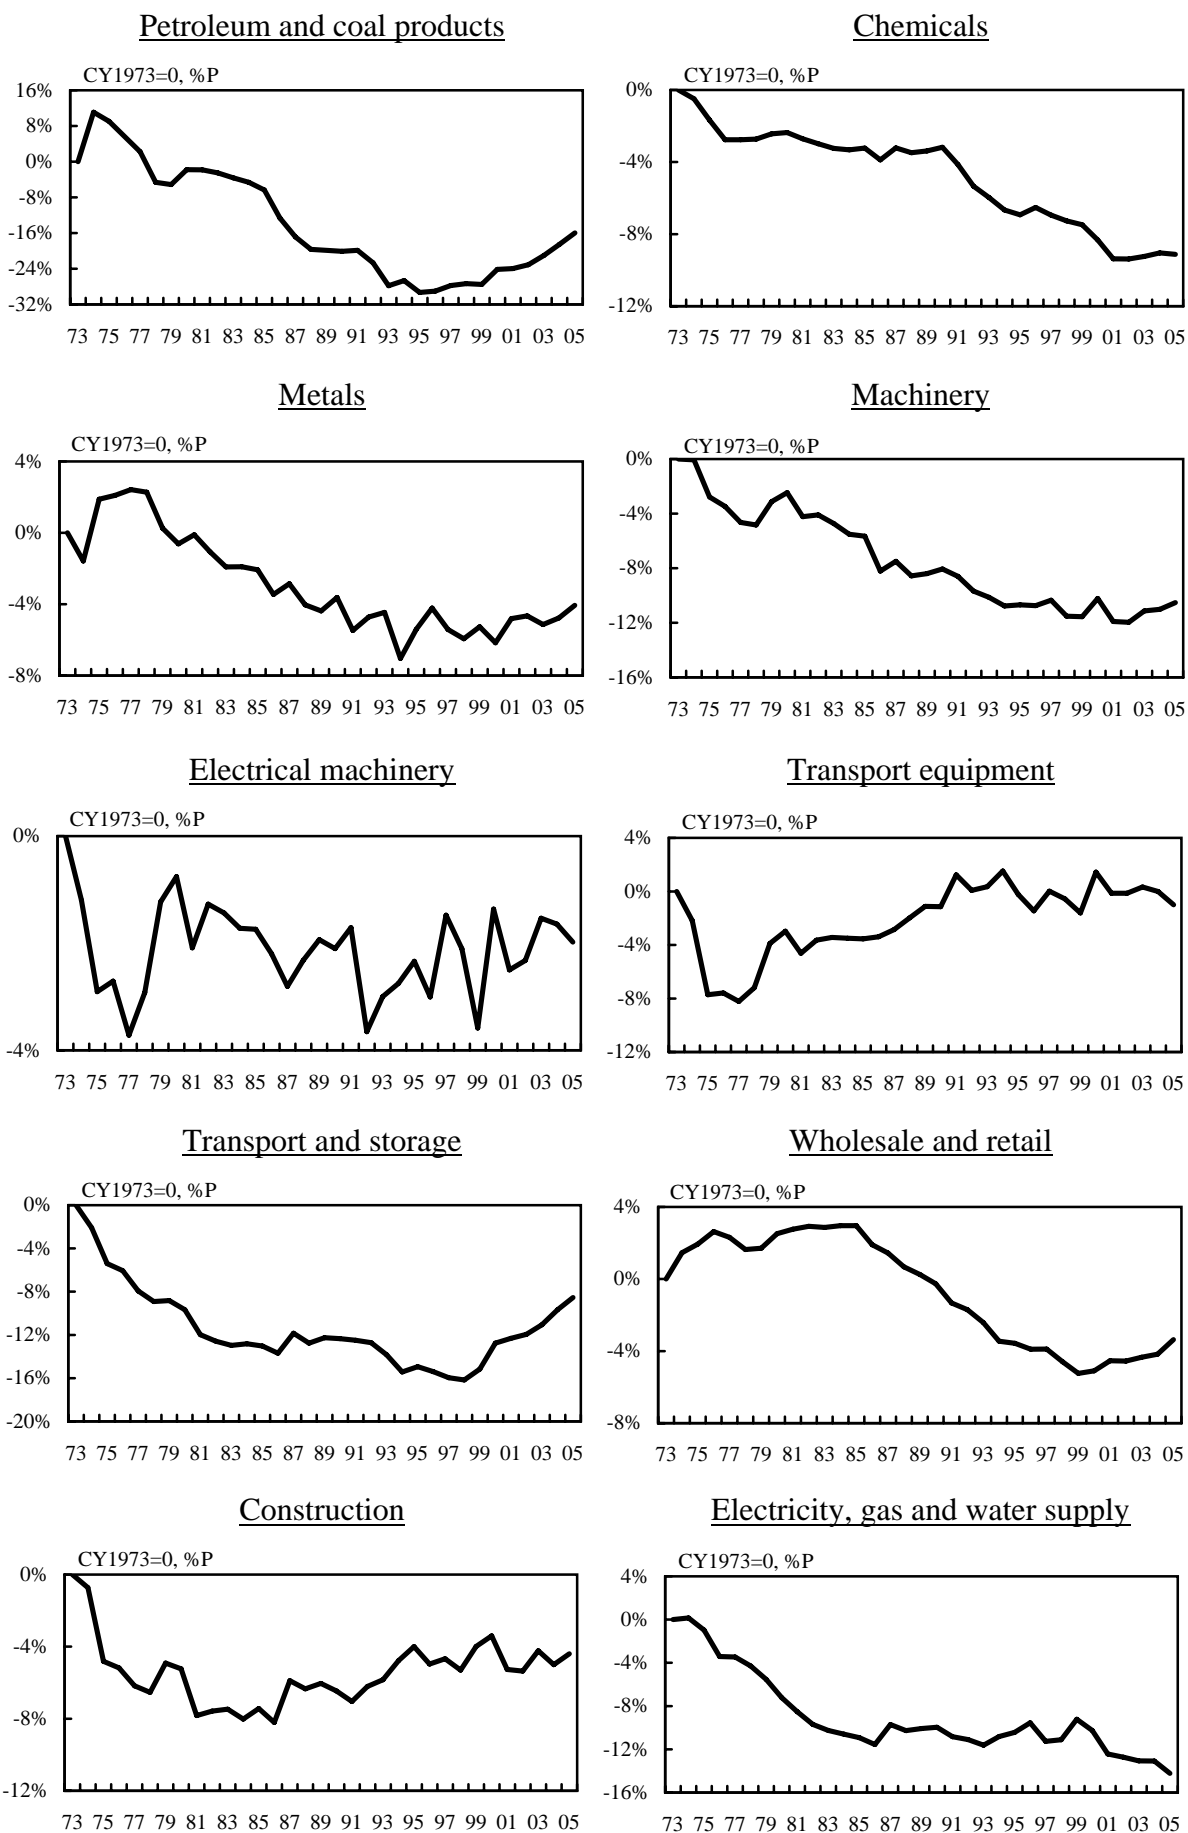 Petroleum and coal products
CY1973=0, %P
16%
8%
0%
-8%
-16%
-24%
-32%
73 75 77 79 81 83 85 87 89 91 93 95 97 99 01 03 05
Chemicals
CY1973=0, %P
0%
-4%
-8%
-12%
73 75 77 79 81 83 85 87 89 91 93 95 97 99 01 03 05
Metals
CY1973=0, %P
4%
0%
-4%
-8%
73 75 77 79 81 83 85 87 89 91 93 95 97 99 01 03 05
Machinery
CY1973=0, %P
0%
-4%
-8%
-12%
-16%
73 75 77 79 81 83 85 87 89 91 93 95 97 99 01 03 05
Electrical machinery
CY1973=0, %P
0%
-4%
73 75 77 79 81 83 85 87 89 91 93 95 97 99 01 03 05
Transport equipment
CY1973=0, %P
4%
0%
-4%
-8%
-12%
73 75 77 79 81 83 85 87 89 91 93 95 97 99 01 03 05
Transport and storage
CY1973=0, %P
0%
-4%
-8%
-12%
-16%
-20%
73 75 77 79 81 83 85 87 89 91 93 95 97 99 01 03 05
Wholesale and retail
CY1973=0, %P
4%
0%
-4%
-8%
73 75 77 79 81 83 85 87 89 91 93 95 97 99 01 03 05
Construction
CY1973=0, %P
0%
-4%
-8%
-12%
73 75 77 79 81 83 85 87 89 91 93 95 97 99 01 03 05
Electricity, gas and water supply
CY1973=0, %P
4%
0%
-4%
-8%
-12%
-16%
73 75 77 79 81 83 85 87 89 91 93 95 97 99 01 03 05